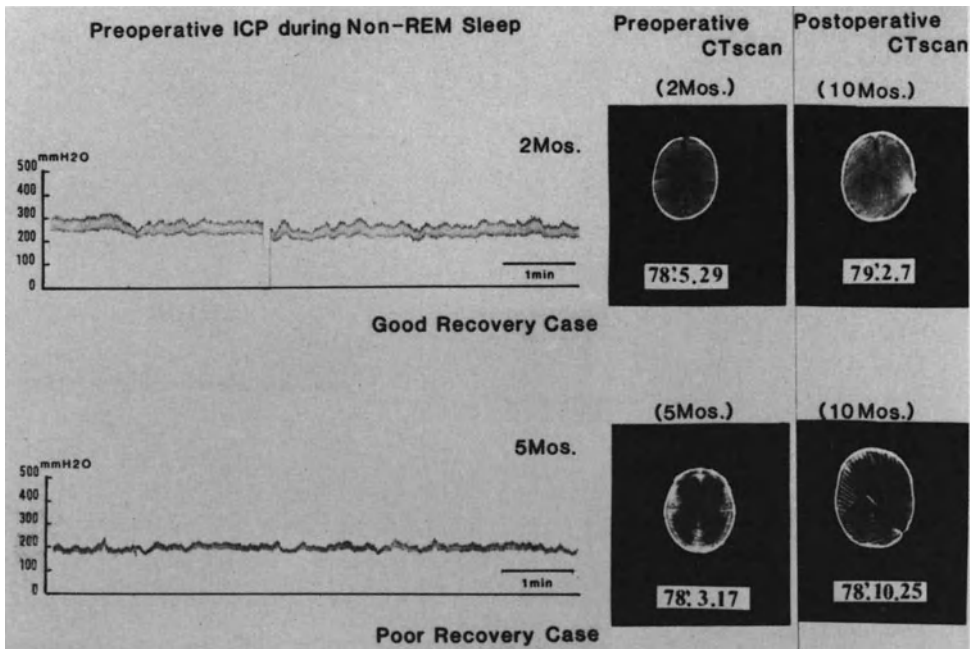 Preoperative ICP during Non-REM Sleep
Preoperative
CTscan
Postoperative
CTscan
(2Mos.)
(10Mos.)
2Mos.
mmH2O
500
400
300
200
100
0
1min
78.5.29
79.2.7
Good Recovery Case
(5Mos.)
(10Mos.)
5Mos.
mmH2O
500
400
300
200
100
0
1min
78.3.17
78.10.25
Poor Recovery Case